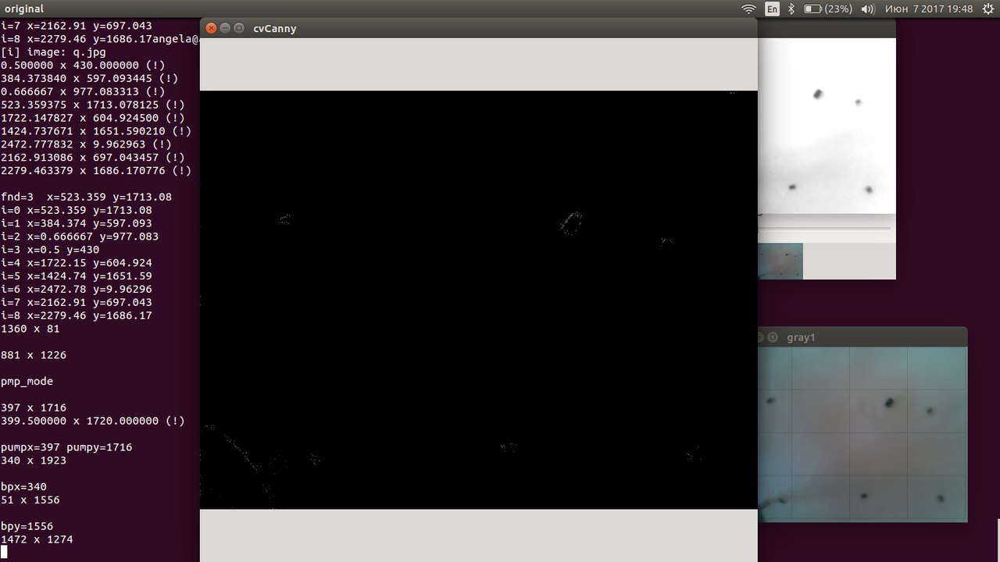 original
En
(23%)
Июн 7 2017 19:48
i=7 x=2162.91 y=697.043
i=8 x=2279.46 y=1686.17angela@
[i] image: q.jpg
0.500000 x 430.000000 (!)
384.373840 x 597.093445 (!)
0.666667 x 977.083313 (!)
523.359375 x 1713.078125 (!)
1722.147827 x 604.924500 (!)
1424.737671 x 1651.590210 (!)
2472.777832 x 9.962963 (!)
2162.913086 x 697.043457 (!)
2279.463379 x 1686.170776 (!)
fnd=3  x=523.359 y=1713.08
i=0 x=523.359 y=1713.08
i=1 x=384.374 y=597.093
i=2 x=0.666667 y=977.083
i=3 x=0.5 y=430
i=4 x=1722.15 y=604.924
i=5 x=1424.74 y=1651.59
i=6 x=2472.78 y=9.96296
i=7 x=2162.91 y=697.043
i=8 x=2279.46 y=1686.17
1360 x 81
881 x 1226
pmp_mode
397 x 1716
399.500000 x 1720.000000 (!)
pumpx=397 pumpy=1716
340 x 1923
bpx=340
51 x 1556
bpy=1556
1472 x 1274
cvCanny
gray1